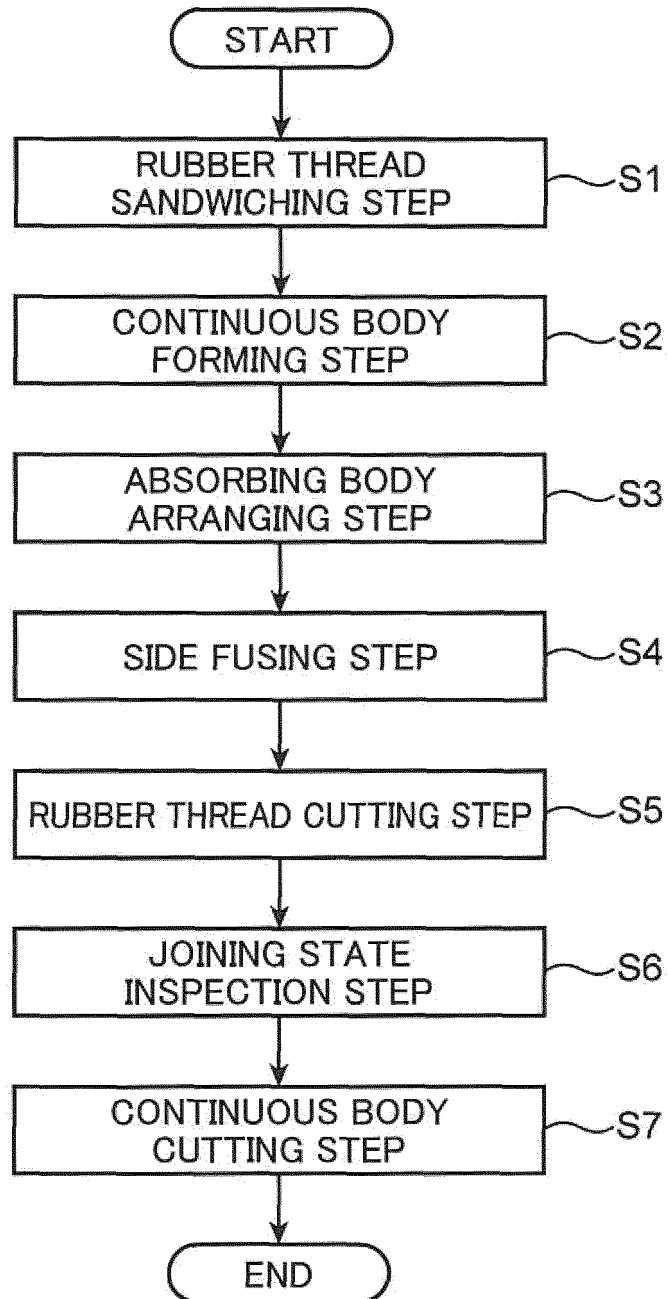 START
RUBBER THREAD
SANDWICHING STEP
S1
CONTINUOUS BODY
FORMING STEP
S2
ABSORBING BODY
ARRANGING STEP
S3
SIDE FUSING STEP
S4
RUBBER THREAD CUTTING STEP
S5
JOINING STATE
INSPECTION STEP
S6
CONTINUOUS BODY
CUTTING STEP
S7
END